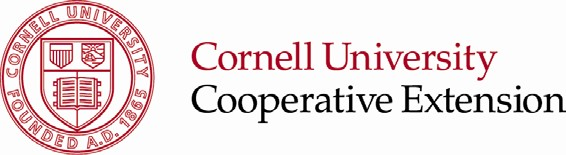 CORNELL UNIVERSITY
FOUNDED A.D. 1865
Cornell University
Cooperative Extension